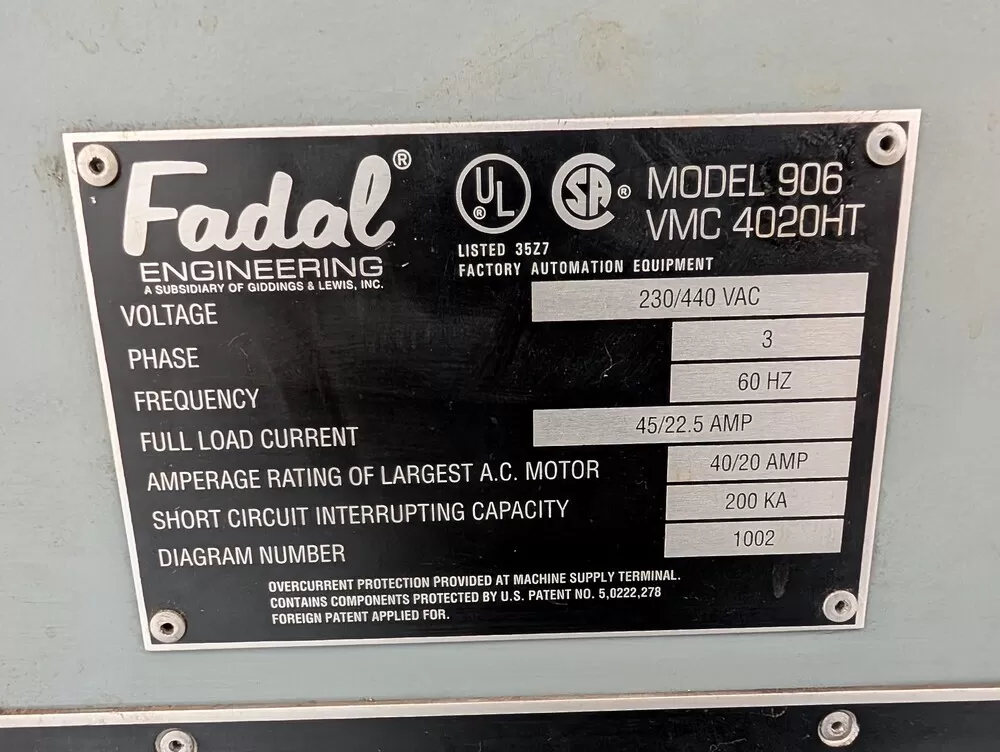 Fadal®
ENGINEERING
A SUBSIDIARY OF GIDDINGS & LEWIS, INC.
UL®
SA®
LISTED 35Z7
FACTORY AUTOMATION EQUIPMENT
MODEL 906
VMC 4020HT
VOLTAGE 230/440 VAC
PHASE 3
FREQUENCY 60 HZ
FULL LOAD CURRENT 45/22.5 AMP
AMPERAGE RATING OF LARGEST A.C. MOTOR 40/20 AMP
SHORT CIRCUIT INTERRUPTING CAPACITY 200 KA
DIAGRAM NUMBER 1002
OVERCURRENT PROTECTION PROVIDED AT MACHINE SUPPLY TERMINAL.
CONTAINS COMPONENTS PROTECTED BY U.S. PATENT NO. 5,0222,278
FOREIGN PATENT APPLIED FOR.